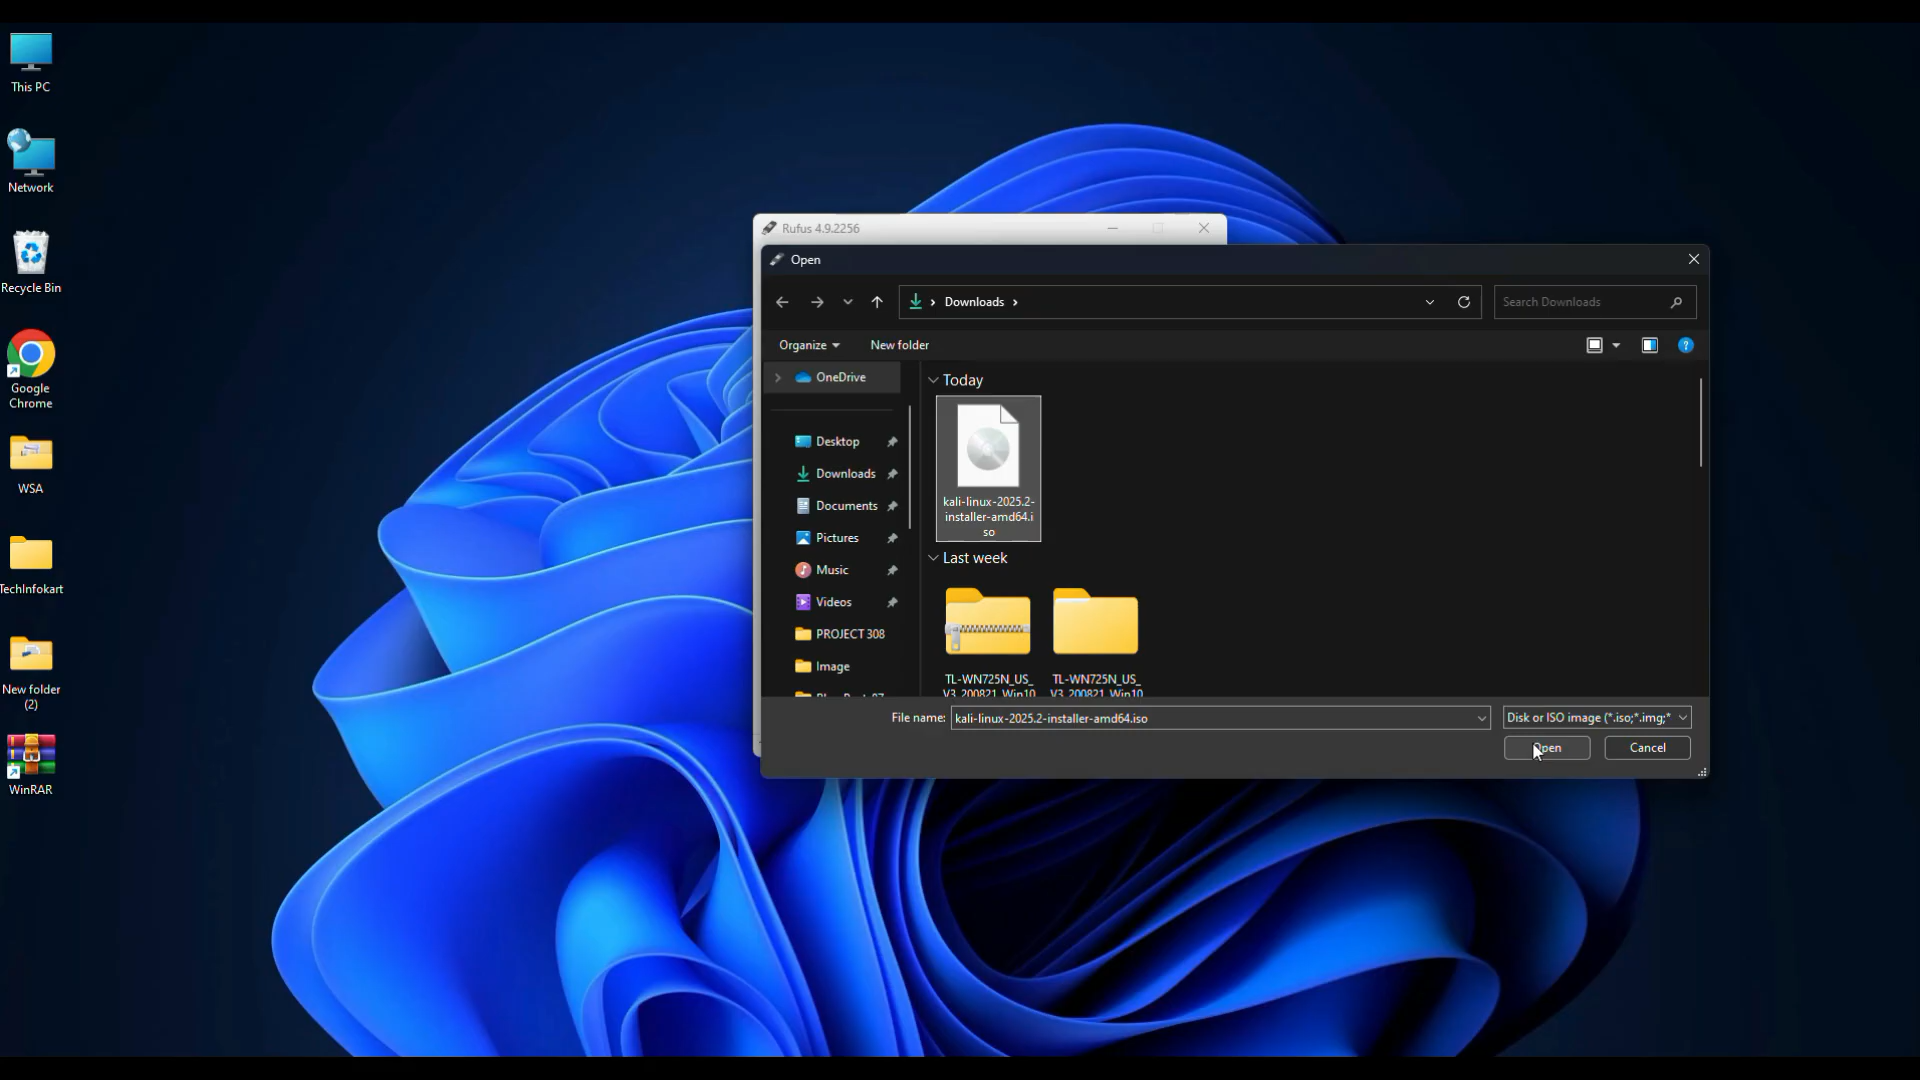 This PC
Network
Recycle Bin
Google
Chrome
WSA
TechInfokart
New folder
(2)
WinRAR
Rufus 4.9.2256
Open
Downloads
Search Downloads
Organize
New folder
OneDrive
Desktop
Downloads
Documents
Pictures
Music
Videos
PROJECT 308
Image
Today
kali-linux-2025.2-
installer-amd64.i
so
Last week
TL-WN725N_US_
V3_200821_Win10
TL-WN725N_US_
V3_200821_Win10
File name:
kali-linux-2025.2-installer-amd64.iso
Disk or ISO image (*.iso;*.img;*
Open
Cancel